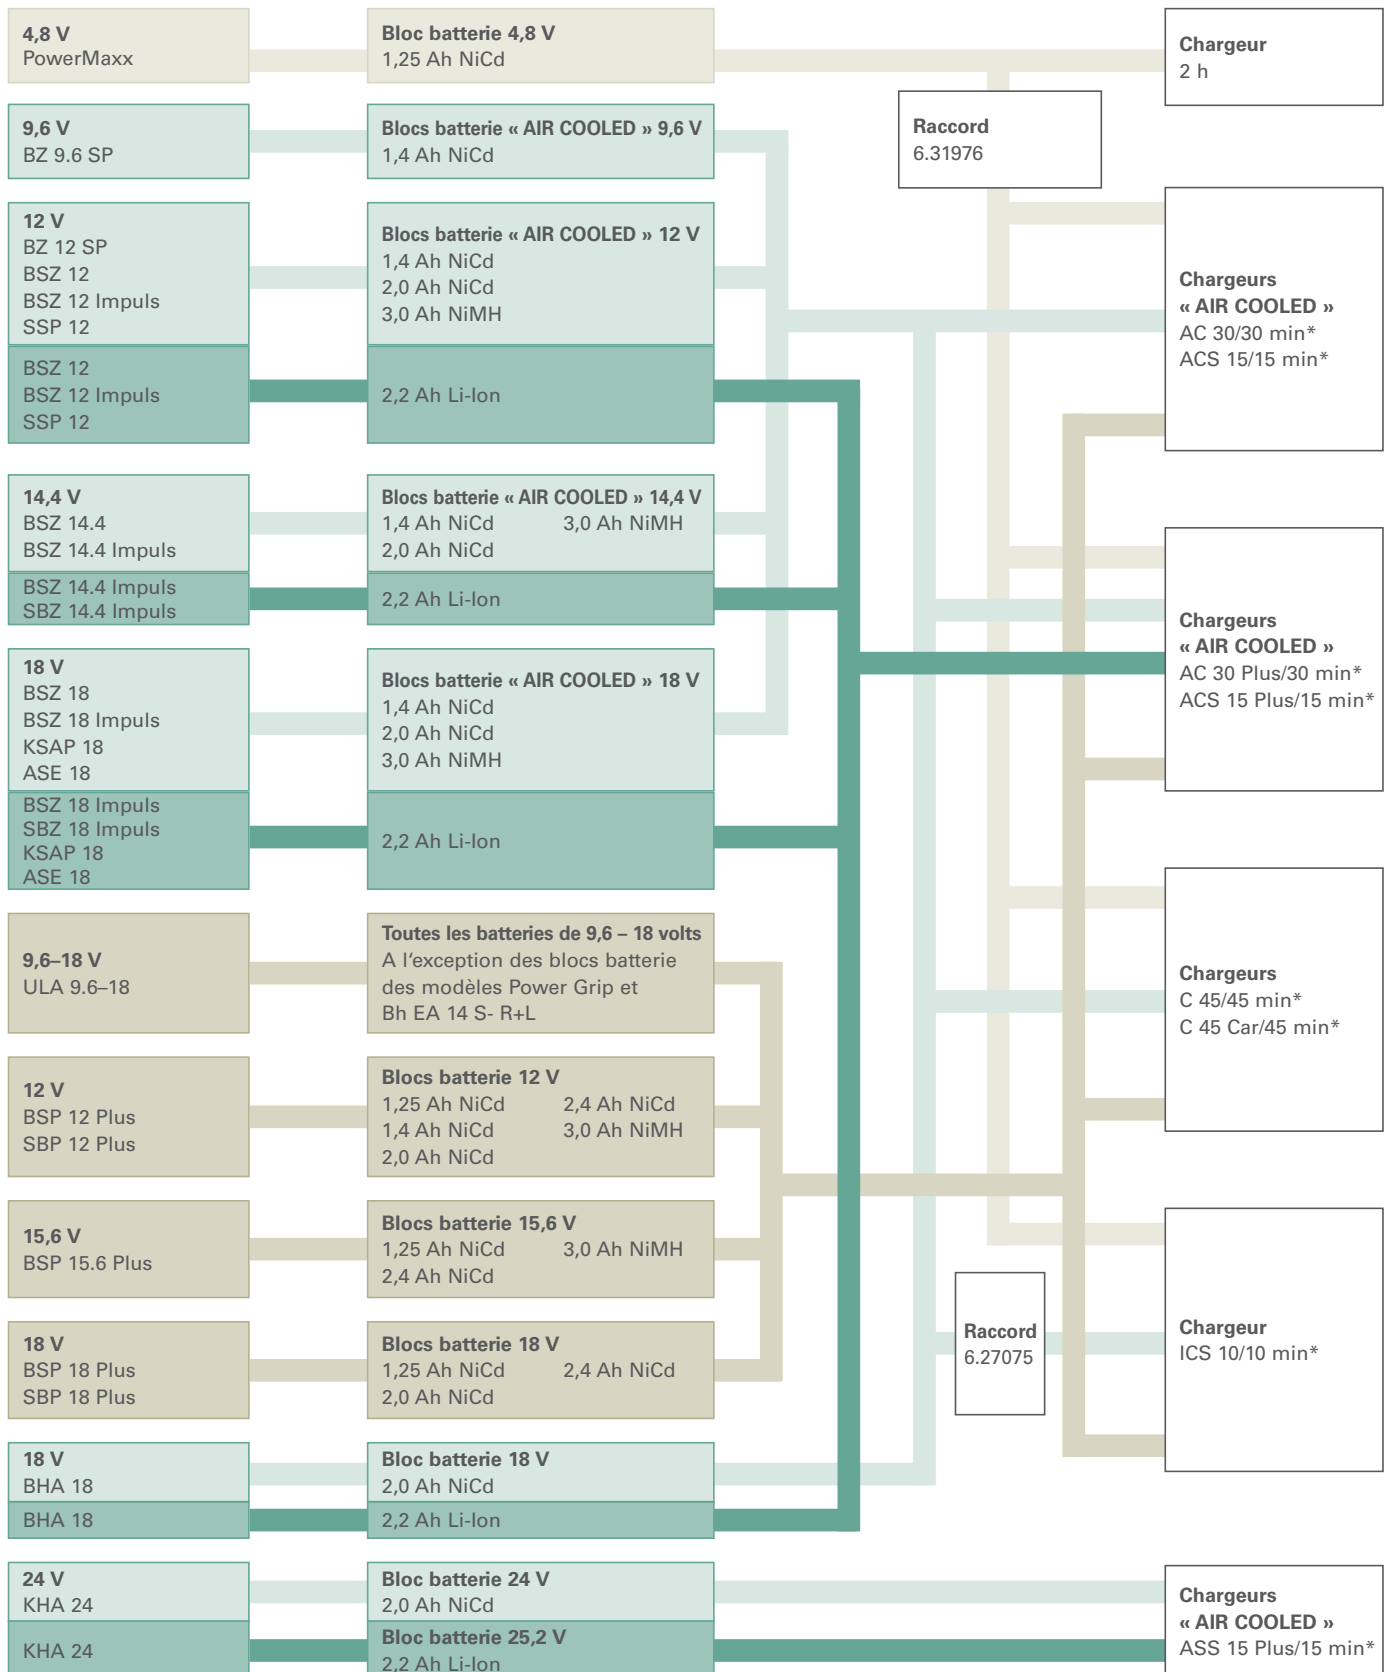 4,8 V
PowerMaxx
Bloc batterie 4,8 V
1,25 Ah NiCd
Chargeur
2 h
9,6 V
BZ 9.6 SP
Blocs batterie « AIR COOLED » 9,6 V
1,4 Ah NiCd
Raccord
6.31976
12 V
BZ 12 SP
BSZ 12
BSZ 12 Impuls
SSP 12
Blocs batterie « AIR COOLED » 12 V
1,4 Ah NiCd
2,0 Ah NiCd
3,0 Ah NiMH
Chargeurs
« AIR COOLED »
AC 30/30 min*
ACS 15/15 min*
BSZ 12
BSZ 12 Impuls
SSP 12
2,2 Ah Li-Ion
14,4 V
BSZ 14.4
BSZ 14.4 Impuls
Blocs batterie « AIR COOLED » 14,4 V
1,4 Ah NiCd 3,0 Ah NiMH
2,0 Ah NiCd
BSZ 14.4 Impuls
SBZ 14.4 Impuls
2,2 Ah Li-Ion
Chargeurs
« AIR COOLED »
AC 30 Plus/30 min*
ACS 15 Plus/15 min*
18 V
BSZ 18
BSZ 18 Impuls
KSAP 18
ASE 18
Blocs batterie « AIR COOLED » 18 V
1,4 Ah NiCd
2,0 Ah NiCd
3,0 Ah NiMH
BSZ 18 Impuls
SBZ 18 Impuls
KSAP 18
ASE 18
2,2 Ah Li-Ion
9,6–18 V
ULA 9.6–18
Toutes les batteries de 9,6 – 18 volts
A l‘exception des blocs batterie
des modèles Power Grip et
Bh EA 14 S- R+L
Chargeurs
C 45/45 min*
C 45 Car/45 min*
12 V
BSP 12 Plus
SBP 12 Plus
Blocs batterie 12 V
1,25 Ah NiCd 2,4 Ah NiCd
1,4 Ah NiCd 3,0 Ah NiMH
2,0 Ah NiCd
15,6 V
BSP 15.6 Plus
Blocs batterie 15,6 V
1,25 Ah NiCd 3,0 Ah NiMH
2,4 Ah NiCd
18 V
BSP 18 Plus
SBP 18 Plus
Blocs batterie 18 V
1,25 Ah NiCd 2,4 Ah NiCd
2,0 Ah NiCd
Raccord
6.27075
Chargeur
ICS 10/10 min*
18 V
BHA 18
Bloc batterie 18 V
2,0 Ah NiCd
BHA 18
2,2 Ah Li-Ion
24 V
KHA 24
Bloc batterie 24 V
2,0 Ah NiCd
KHA 24
Bloc batterie 25,2 V
2,2 Ah Li-Ion
Chargeurs
« AIR COOLED »
ASS 15 Plus/15 min*